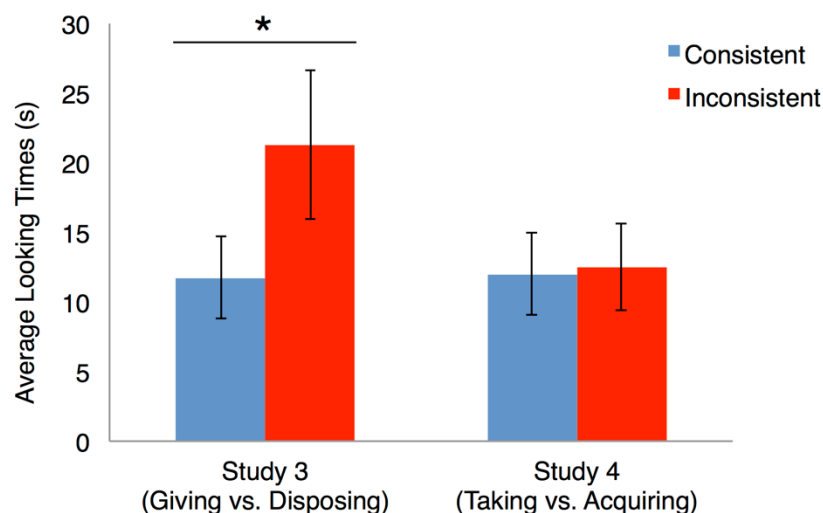 30
25
20
15
10
5
0
Average Looking Times (s)
*
Consistent
Inconsistent
Study 3
(Giving vs. Disposing)
Study 4
(Taking vs. Acquiring)